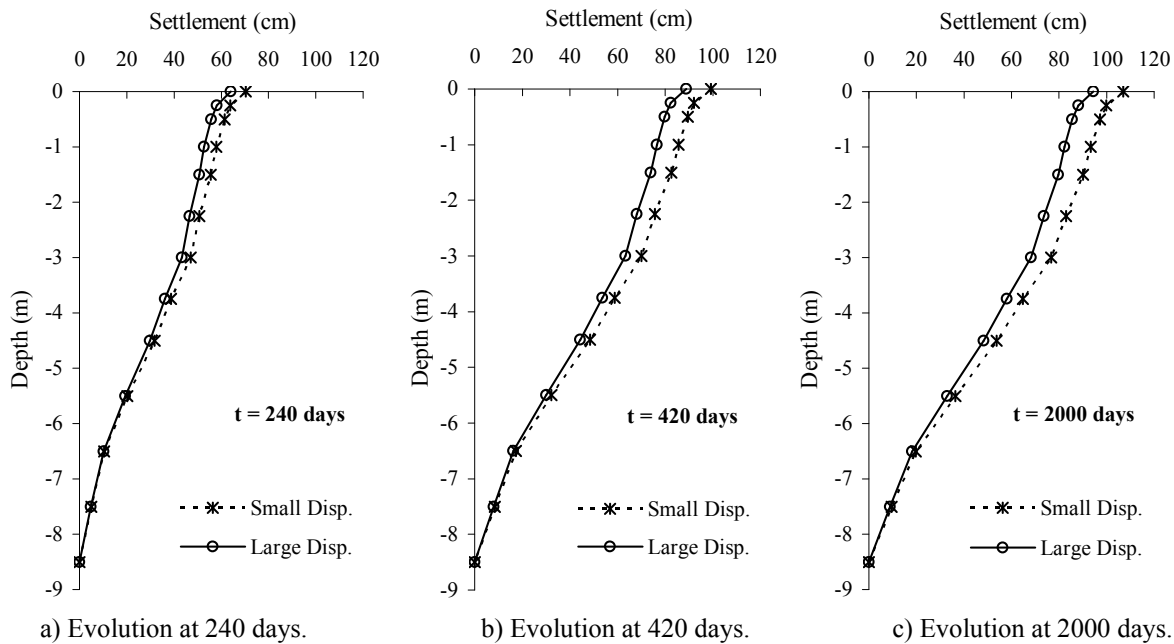 Settlement (cm)
0 20 40 60 80 100 120
0
-1
-2
-3
-4
-5
-6
-7
-8
-9
Depth (m)
t = 240 days
Small Disp.
Large Disp.
a) Evolution at 240 days.
Settlement (cm)
0 20 40 60 80 100 120
0
-1
-2
-3
-4
-5
-6
-7
-8
-9
Depth (m)
t = 420 days
Small Disp.
Large Disp.
b) Evolution at 420 days.
Settlement (cm)
0 20 40 60 80 100 120
0
-1
-2
-3
-4
-5
-6
-7
-8
-9
Depth (m)
t = 2000 days
Small Disp.
Large Disp.
c) Evolution at 2000 days.